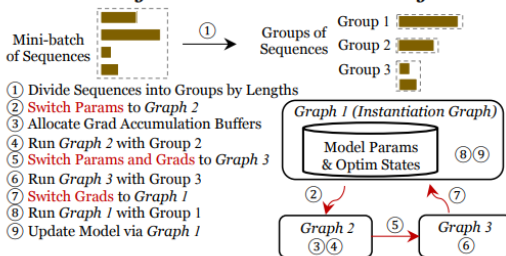 Mini-batch
of Sequences
①
Groups of
Sequences
Group 1
Group 2
Group 3
① Divide Sequences into Groups by Lengths
② Switch Params to Graph 2
③ Allocate Grad Accumulation Buffers
④ Run Graph 2 with Group 2
⑤ Switch Params and Grads to Graph 3
⑥ Run Graph 3 with Group 3
⑦ Switch Grads to Graph 1
⑧ Run Graph 1 with Group 1
⑨ Update Model via Graph 1
Graph 1 (Instantiation Graph)
Model Params
& Optim States
⑧⑨
②
⑦
Graph 2
③④
⑤
Graph 3
⑥